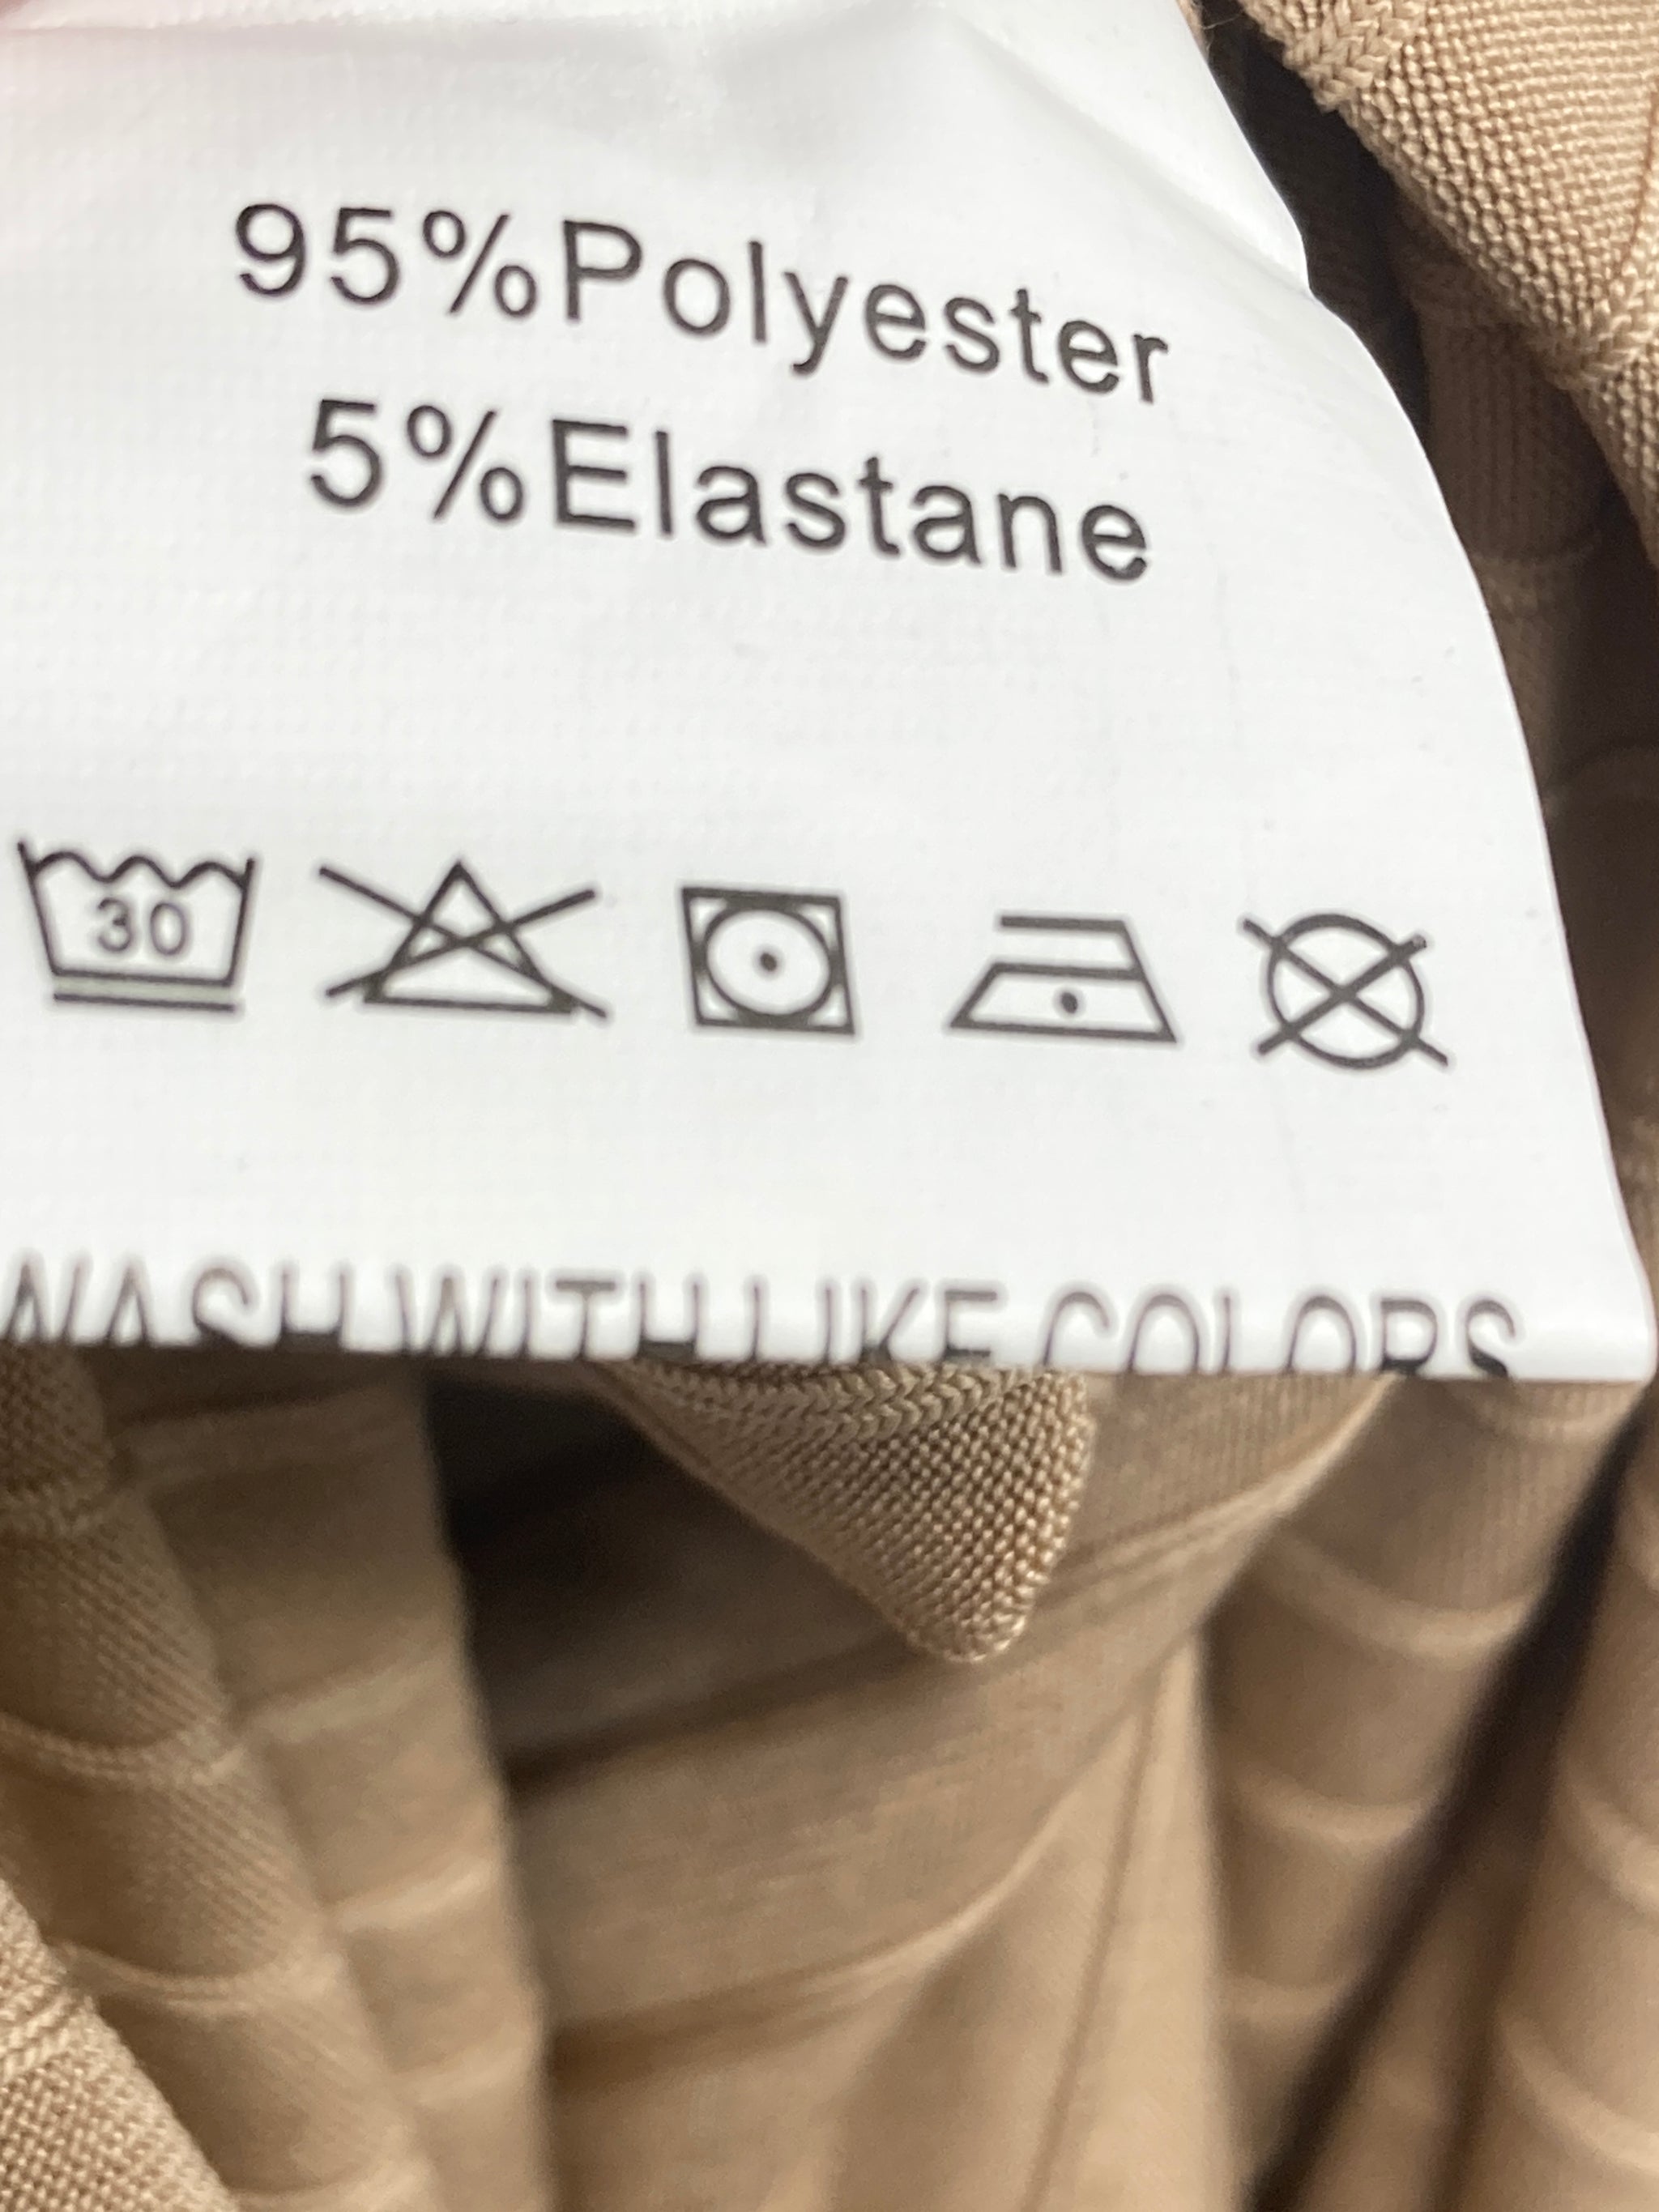 95%Polyester
5%Elastane
30
WASH WITH LIKE COLORS